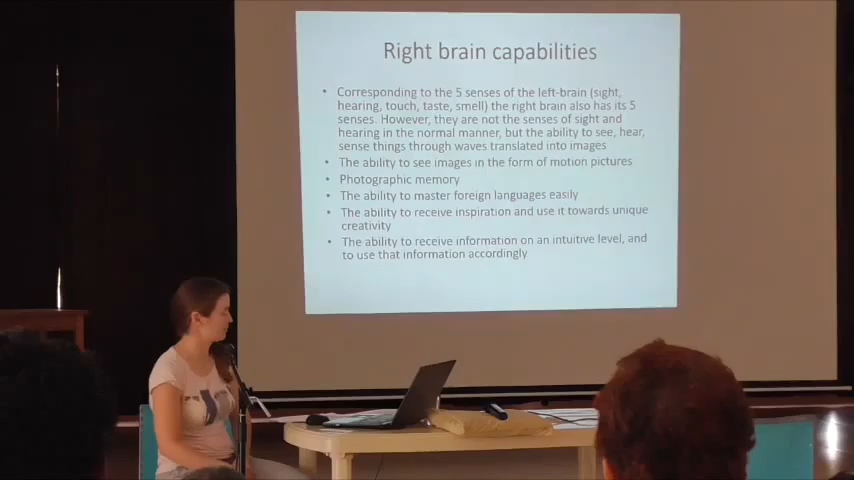 Right brain capabilities
• Corresponding to the 5 senses of the left-brain (sight,
hearing, touch, taste, smell) the right brain also has its 5
senses. However, they are not the senses of sight and
hearing in the normal manner, but the ability to see, hear,
sense things through waves translated into images
• The ability to see images in the form of motion pictures
• Photographic memory
• The ability to master foreign languages easily
• The ability to receive inspiration and use it towards unique
creativity
• The ability to receive information on an intuitive level, and
to use that information accordingly